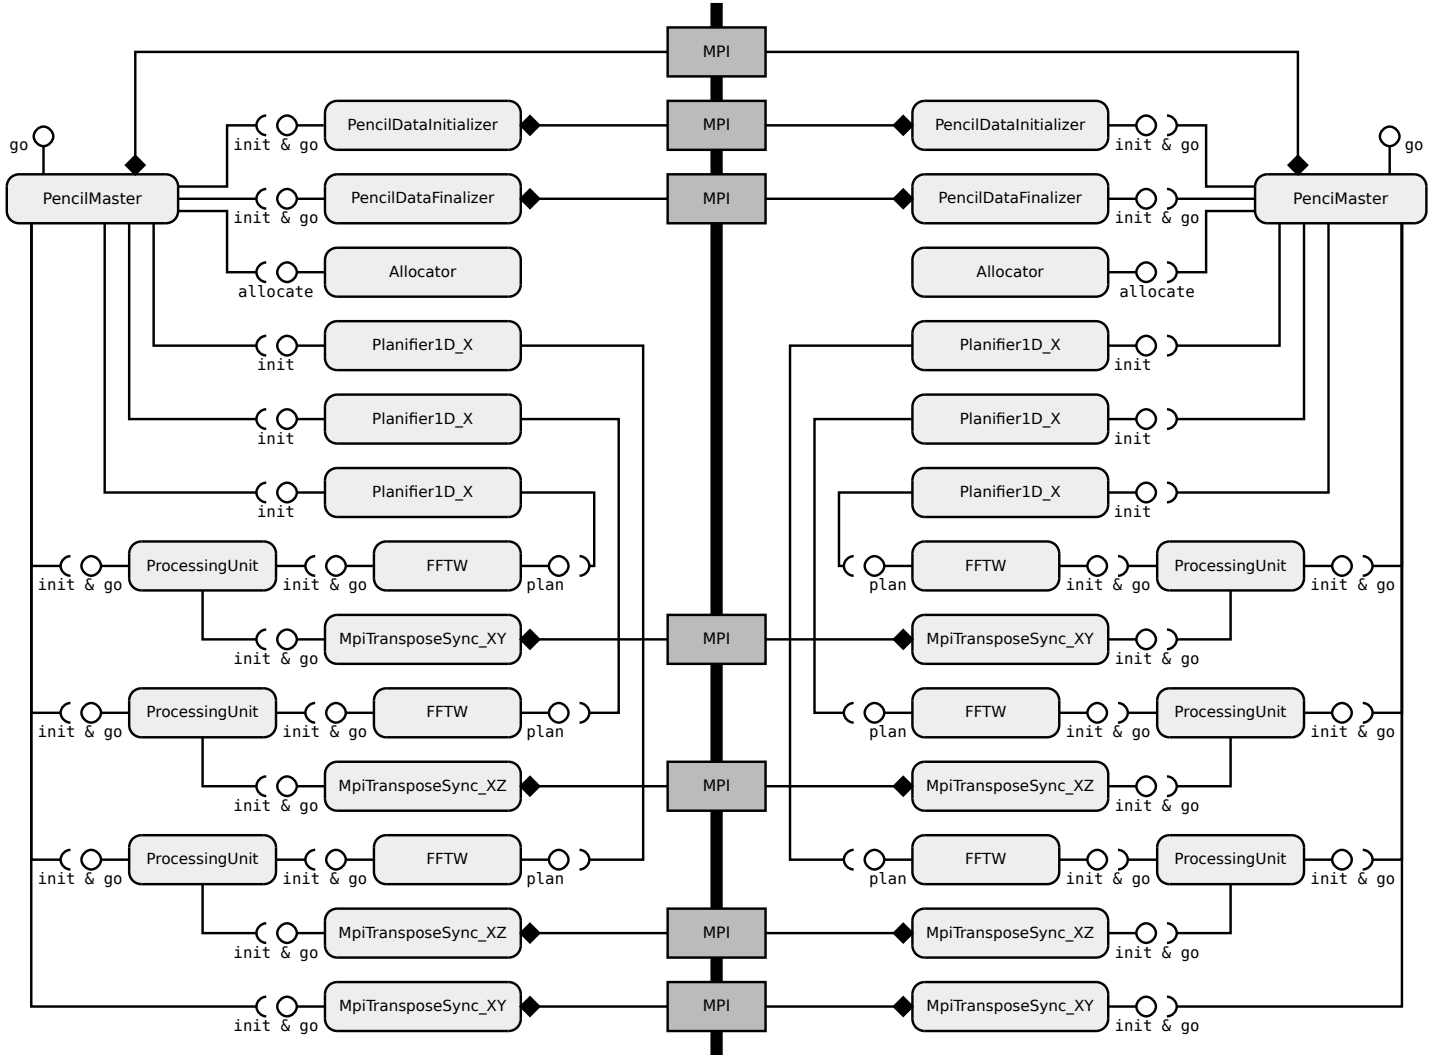 MPI
PencilDataInitializer
MPI
PencilDataInitializer
go
init & go
init & go
go
PencilMaster
PencilDataFinalizer
MPI
PencilDataFinalizer
PenciMaster
init & go
init & go
Allocator
Allocator
allocate
allocate
Planifier1D_X
Planifier1D_X
init
init
Planifier1D_X
Planifier1D_X
init
init
Planifier1D_X
Planifier1D_X
init
init
ProcessingUnit
FFTW
FFTW
ProcessingUnit
init & go
init & go
plan
plan
init & go
init & go
MpiTransposeSync_XY
MPI
MpiTransposeSync_XY
init & go
init & go
ProcessingUnit
FFTW
FFTW
ProcessingUnit
init & go
init & go
plan
plan
init & go
init & go
MpiTransposeSync_XZ
MPI
MpiTransposeSync_XZ
init & go
init & go
ProcessingUnit
FFTW
FFTW
ProcessingUnit
init & go
init & go
plan
plan
init & go
init & go
MpiTransposeSync_XZ
MPI
MpiTransposeSync_XZ
init & go
init & go
MpiTransposeSync_XY
MPI
MpiTransposeSync_XY
init & go
init & go